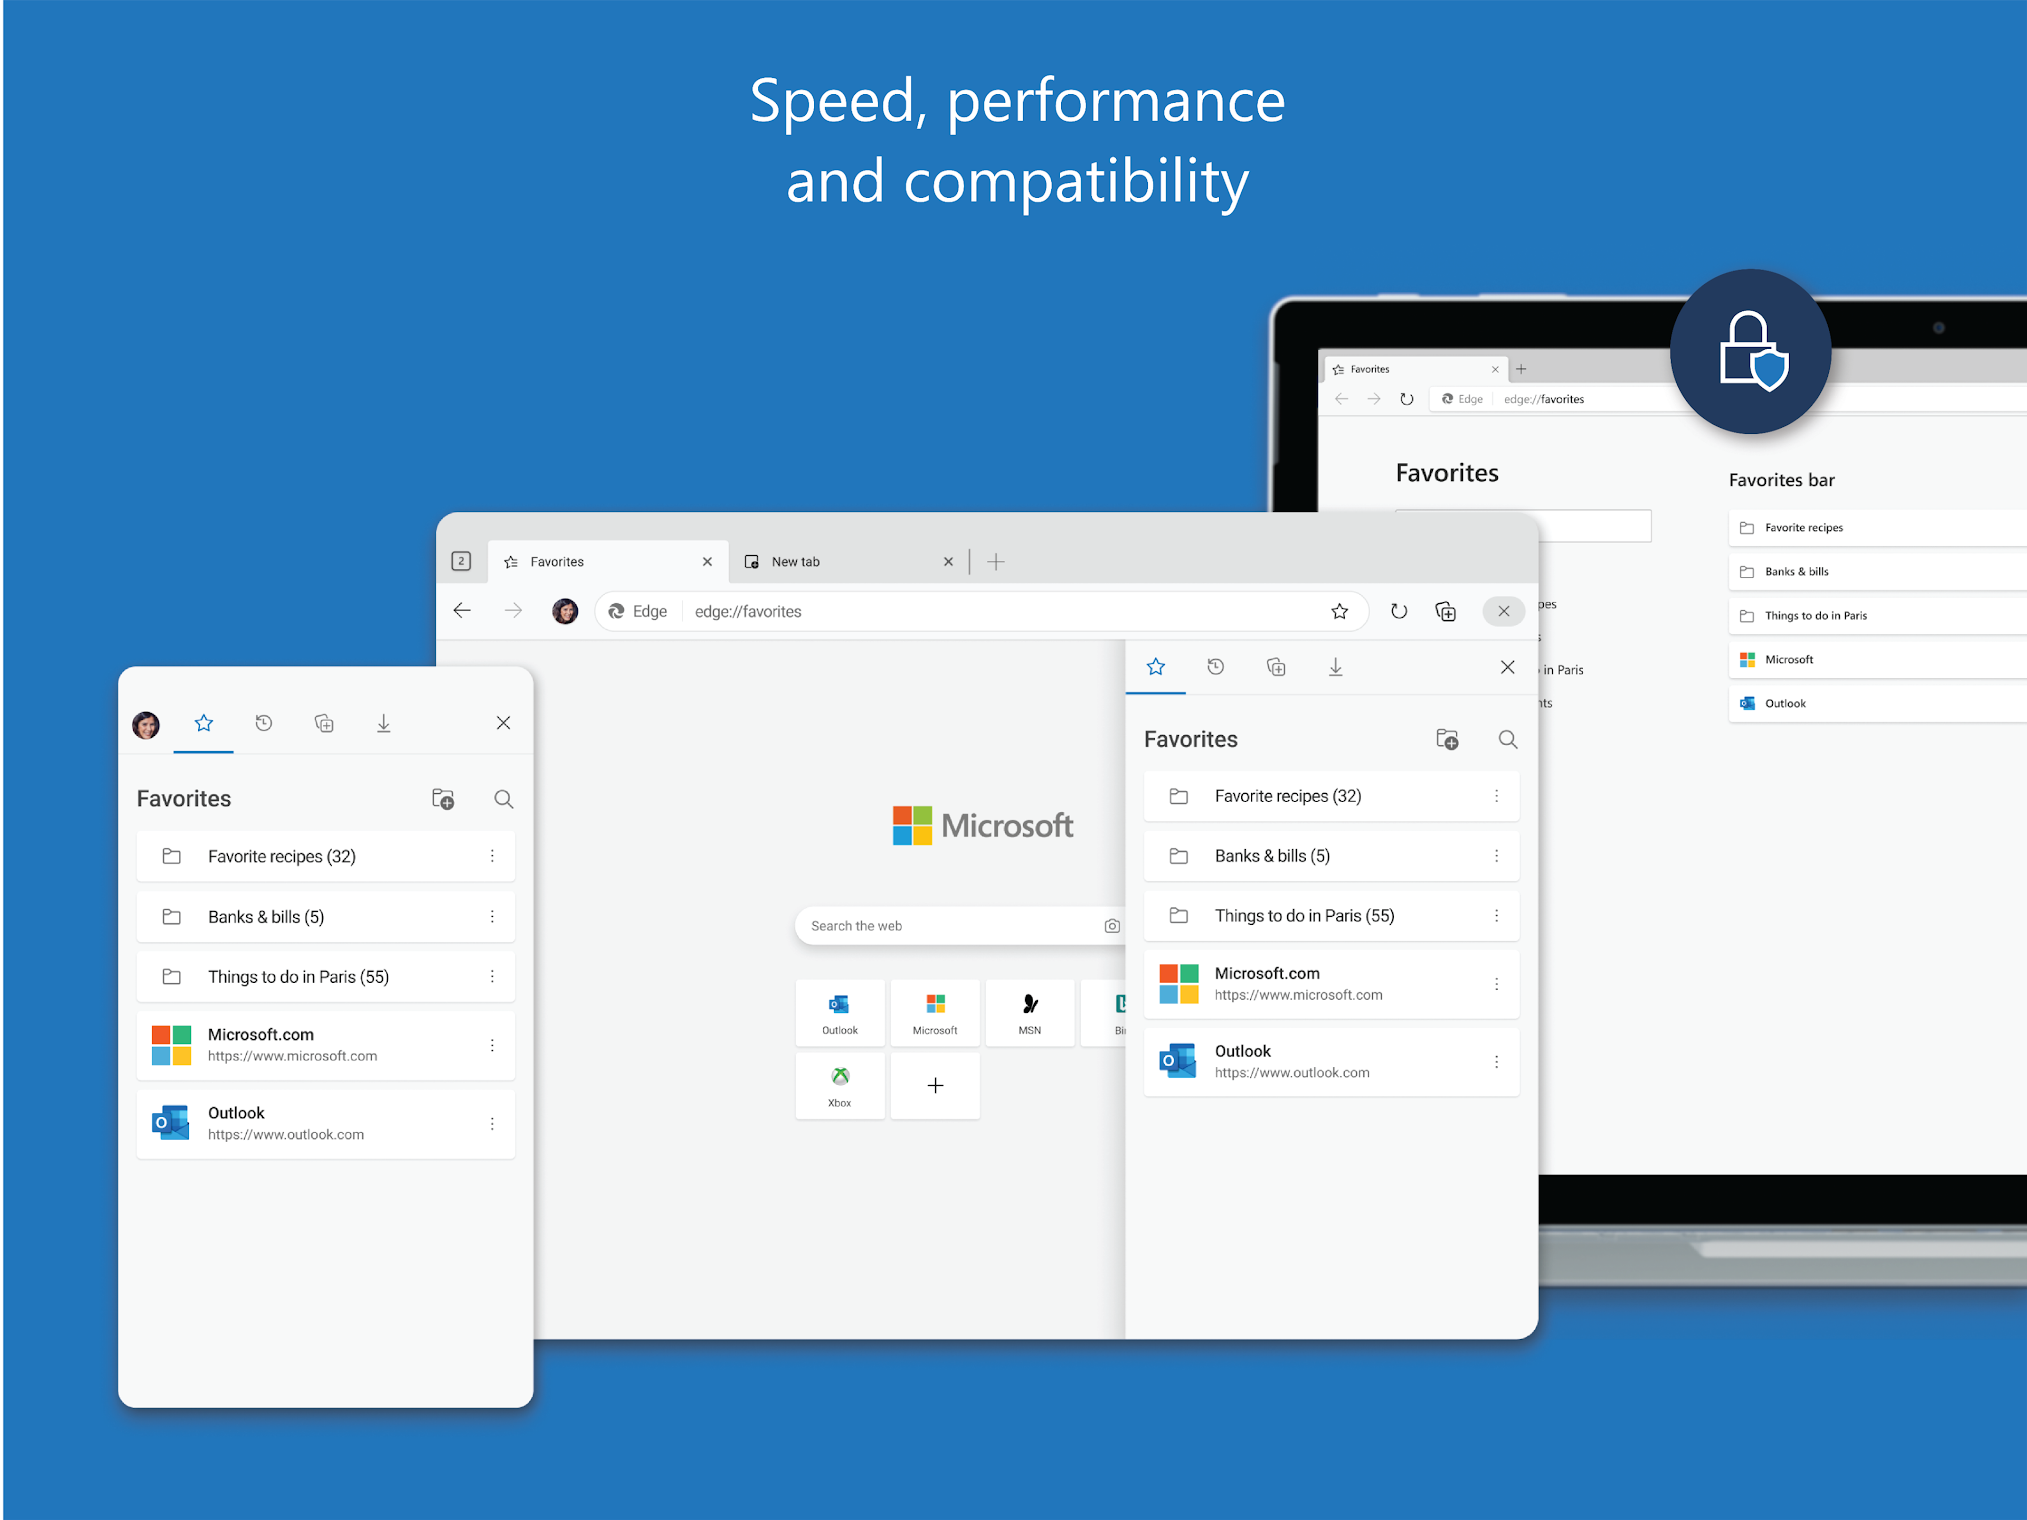 Speed, performance
and compatibility
Favorites
Edge edge://favorites
Favorites
Favorites bar
Favorite recipes
Banks & bills
Things to do in Paris
Microsoft
Outlook
in Paris
2 Favorites New tab
Edge edge://favorites
Microsoft
Search the web
Outlook Microsoft MSN
Xbox
Favorites
Favorite recipes (32)
Banks & bills (5)
Things to do in Paris (55)
Microsoft.com
https://www.microsoft.com
Outlook
https://www.outlook.com
Favorites
Favorite recipes (32)
Banks & bills (5)
Things to do in Paris (55)
Microsoft.com
https://www.microsoft.com
Outlook
https://www.outlook.com